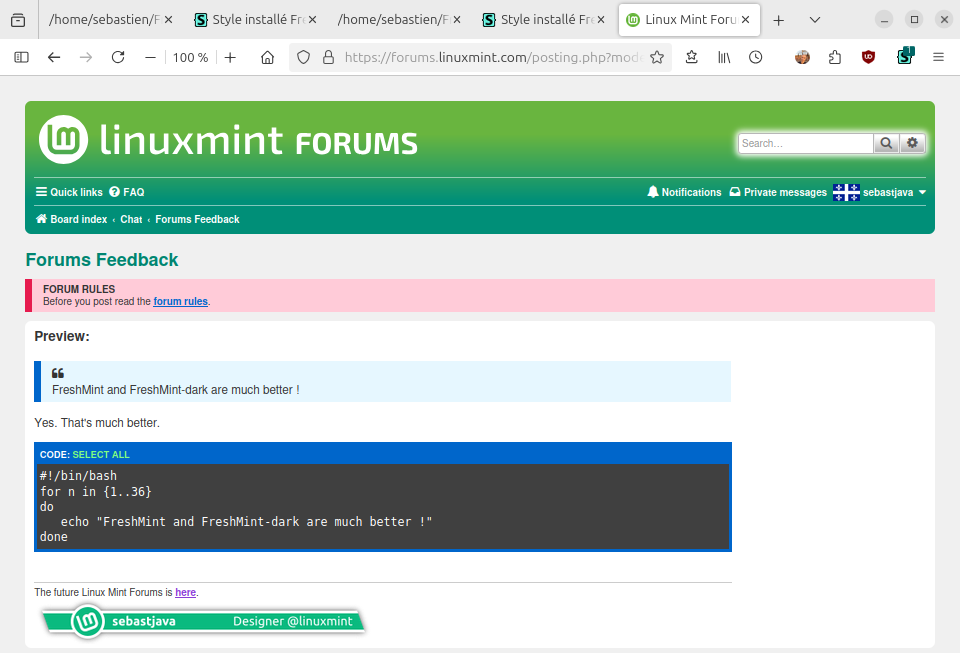 /home/sebastien/F
Style installé Fre
/home/sebastien/F
Style installé Fre
Linux Mint Foru
100 %
https://forums.linuxmint.com/posting.php?mode
1
linuxmint FORUMS
Search…
Quick links FAQ
Notifications Private messages sebastjava
Board index ‹ Chat ‹ Forums Feedback
Forums Feedback
FORUM RULES
Before you post read the forum rules.
Preview:
FreshMint and FreshMint-dark are much better !
Yes. That's much better.
CODE: SELECT ALL
#!/bin/bash
for n in {1..36}
do
   echo "FreshMint and FreshMint-dark are much better !"
done
The future Linux Mint Forums is here.
sebastjava Designer @linuxmint